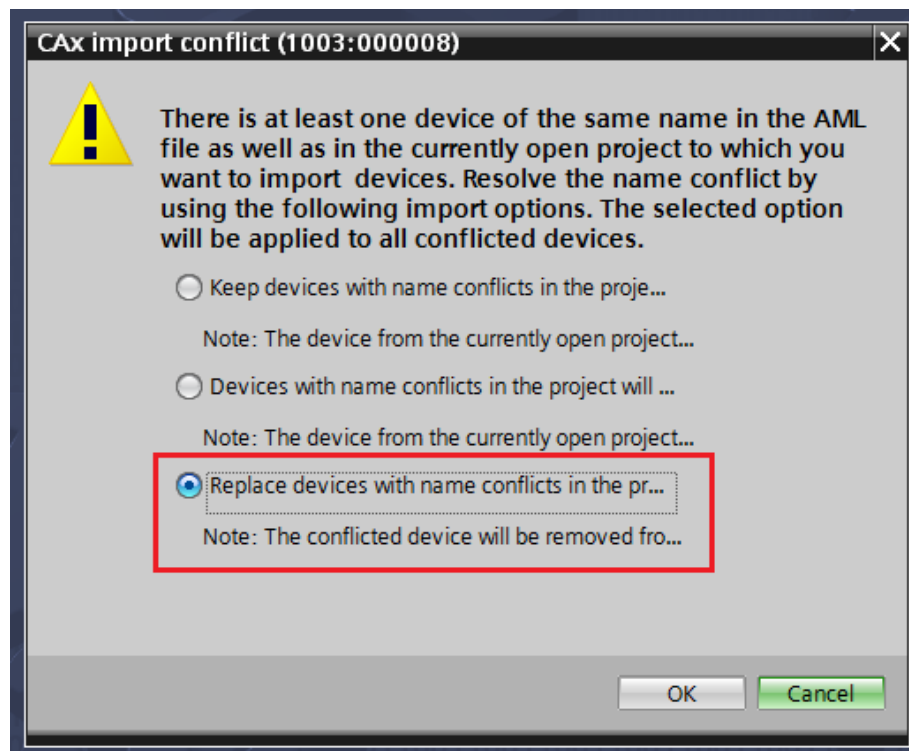 CAx import conflict (1003:000008)
There is at least one device of the same name in the AML
file as well as in the currently open project to which you
want to import devices. Resolve the name conflict by
using the following import options. The selected option
will be applied to all conflicted devices.
Keep devices with name conflicts in the proje...
Note: The device from the currently open project...
Devices with name conflicts in the project will ...
Note: The device from the currently open project...
Replace devices with name conflicts in the pr...
Note: The conflicted device will be removed fro...
OK Cancel